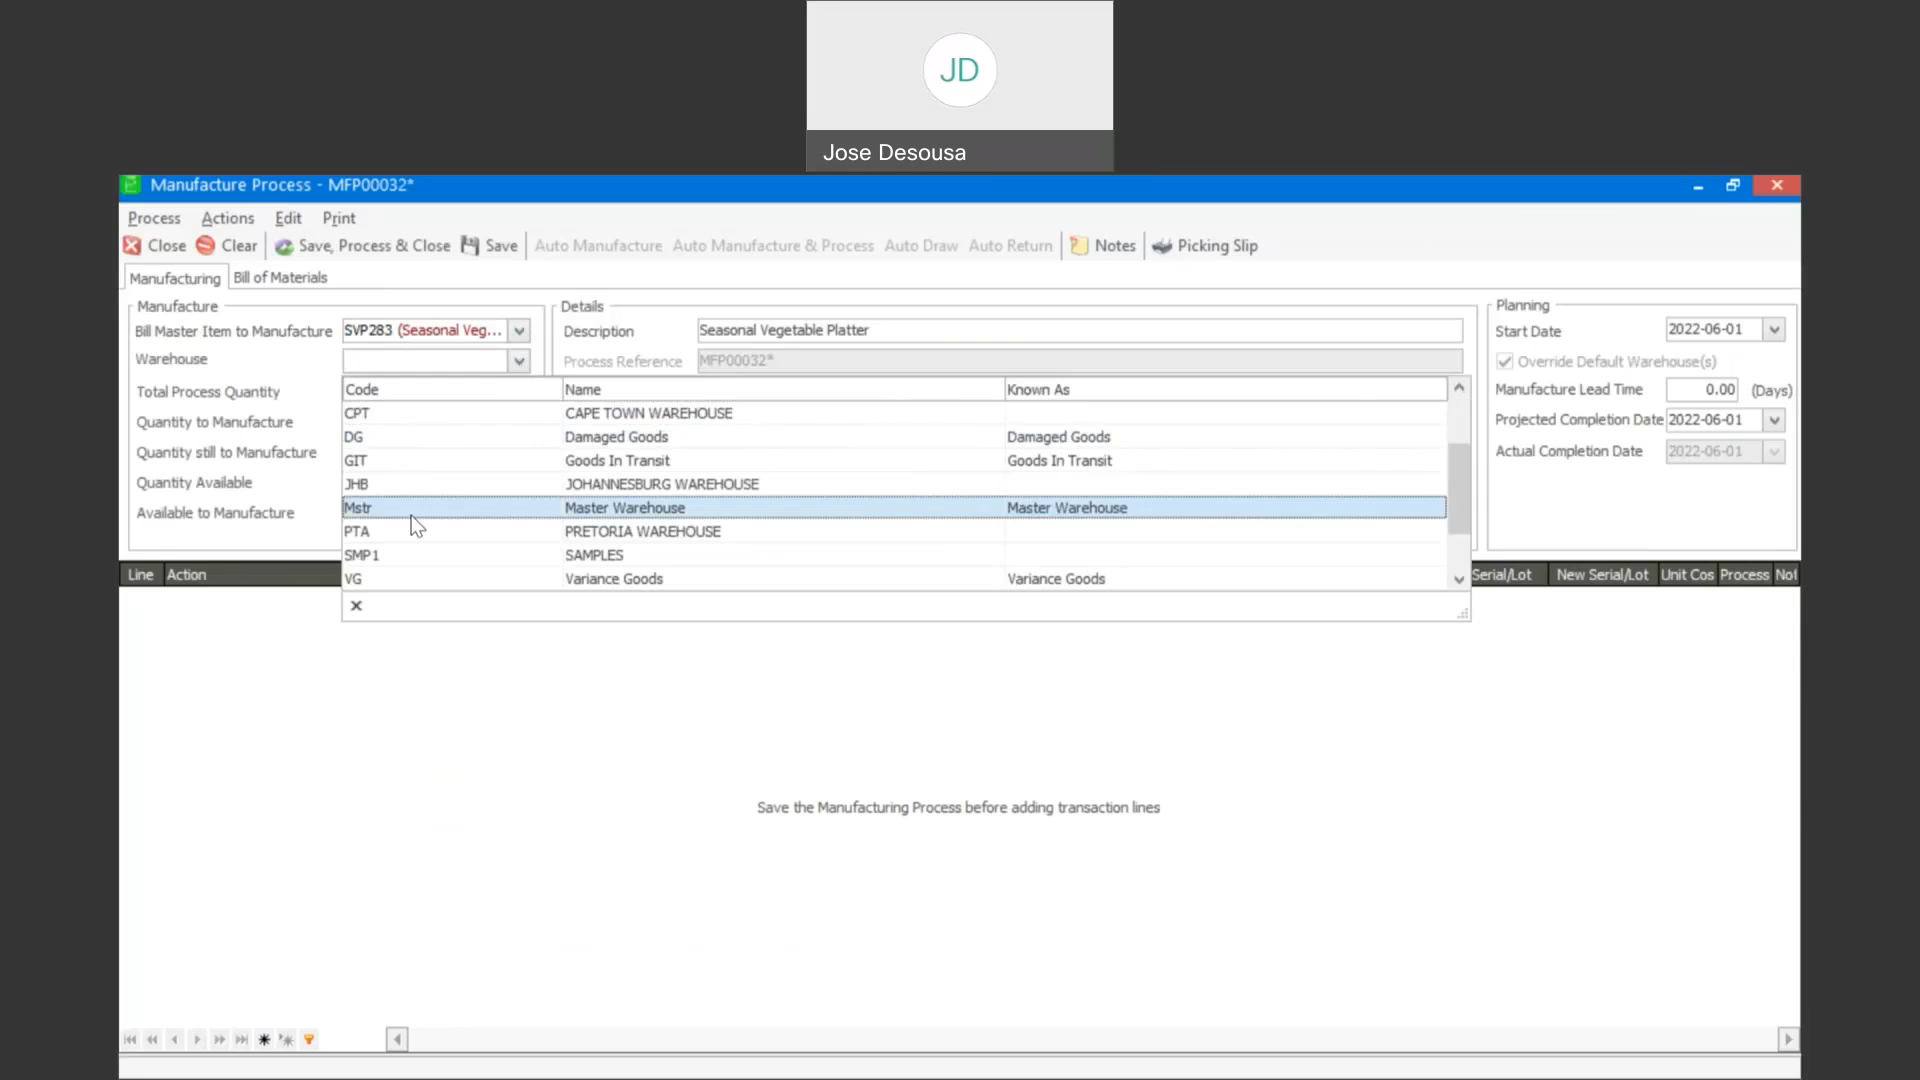 JD
Jose Desousa
Manufacture Process - MFP00032*
Process Actions Edit Print
Close Clear Save, Process & Close Save Auto Manufacture Auto Manufacture & Process Auto Draw Auto Return Notes Picking Slip
Manufacturing Bill of Materials
Manufacture Details Planning
Bill Master Item to Manufacture SVP283 (Seasonal Veg... Description Seasonal Vegetable Platter Start Date 2022-06-01
Warehouse Process Reference MFP00032* Override Default Warehouse(s)
Total Process Quantity Code Name Known As Manufacture Lead Time 0.00 (Days)
CPT CAPE TOWN WAREHOUSE
Quantity to Manufacture Projected Completion Date 2022-06-01
DG Damaged Goods Damaged Goods
Quantity still to Manufacture GIT Goods In Transit Goods In Transit Actual Completion Date 2022-06-01
Quantity Available JHB JOHANNESBURG WAREHOUSE
Available to Manufacture Mstr Master Warehouse Master Warehouse
PTA PRETORIA WAREHOUSE
SMP1 SAMPLES
Line Action VG Variance Goods Variance Goods Serial/Lot New Serial/Lot Unit Cos Process Not
Save the Manufacturing Process before adding transaction lines